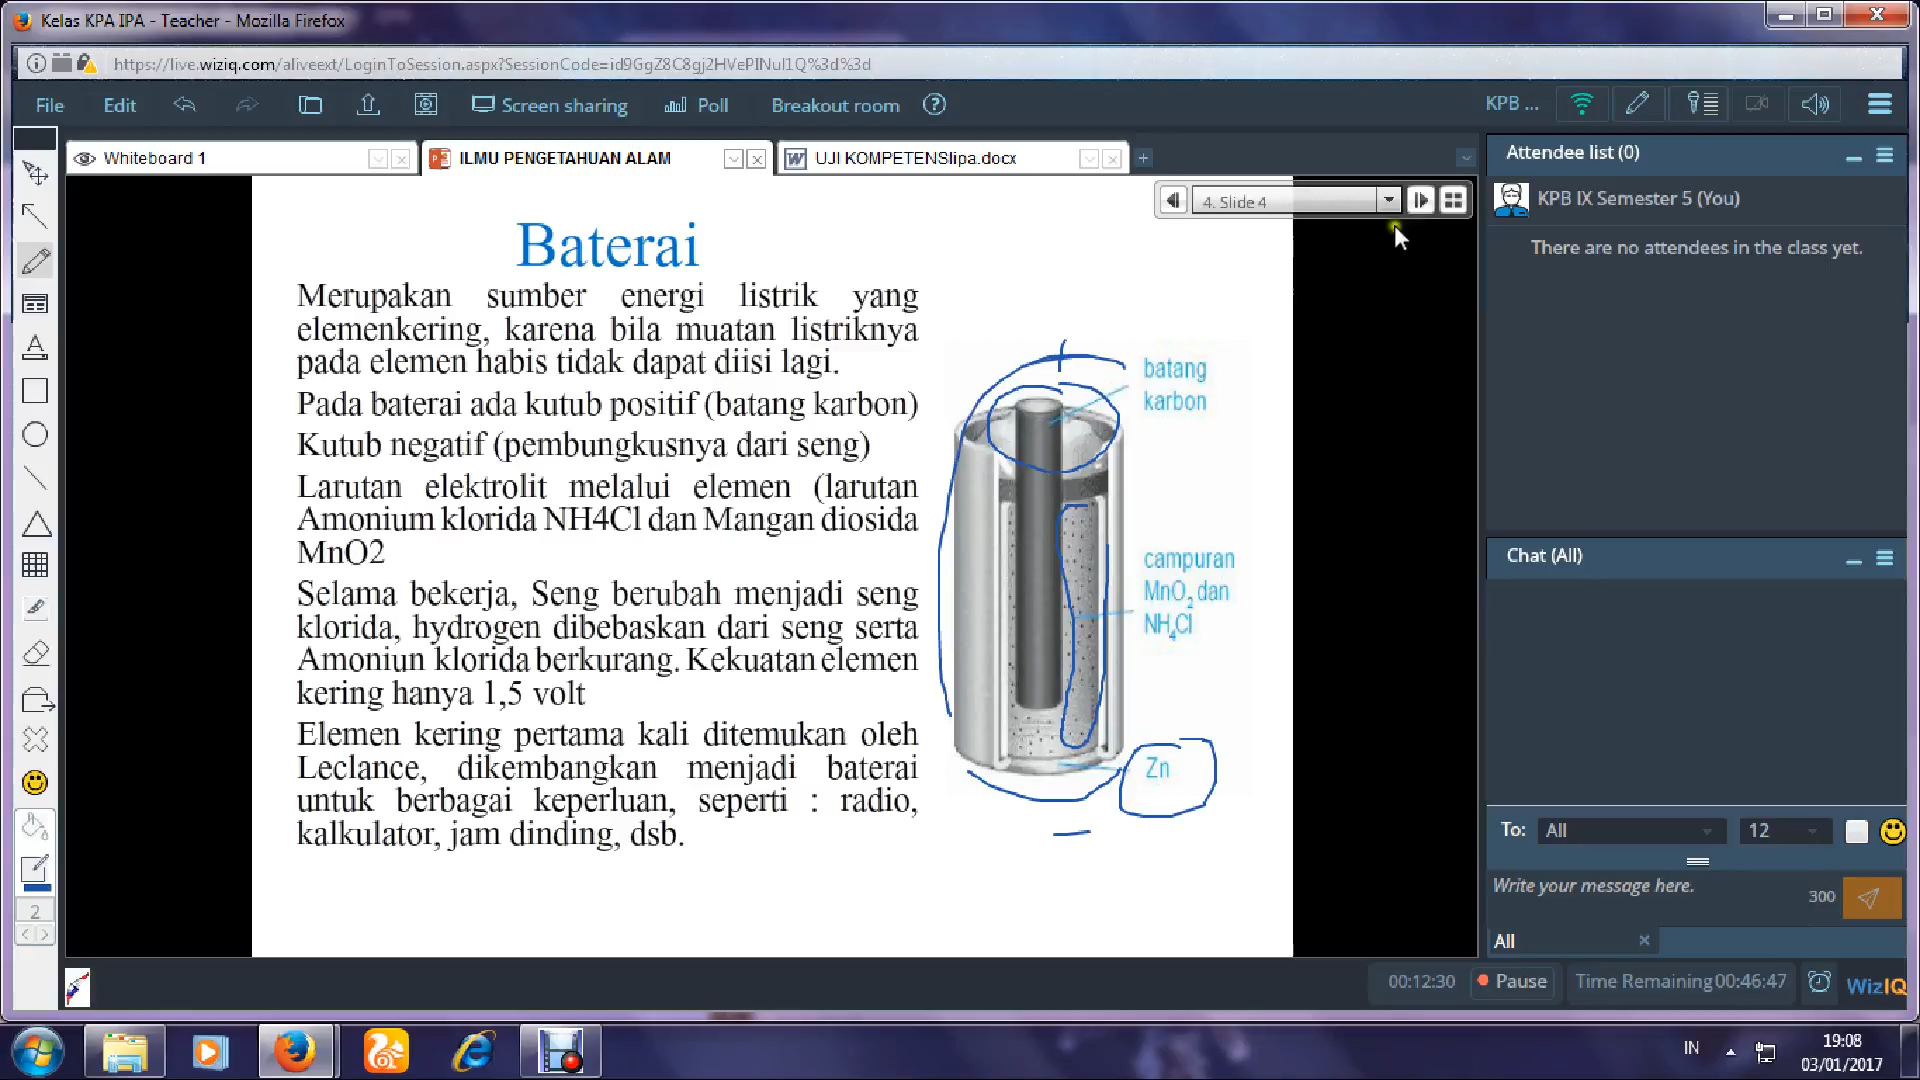 Kelas KPA IPA - Teacher - Mozilla Firefox
https://live.wiziq.com/aliveext/LoginToSession.aspx?SessionCode=id9GgZ8C8gj2HVePINul1Q%3d%3d
File Edit Screen sharing Poll Breakout room ? KPB ...
Whiteboard 1 ILMU PENGETAHUAN ALAM UJI KOMPETENSIipa.docx +
4. Slide 4
Baterai
Merupakan sumber energi listrik yang
elemenkering, karena bila muatan listriknya
pada elemen habis tidak dapat diisi lagi.
Pada baterai ada kutub positif (batang karbon)
Kutub negatif (pembungkusnya dari seng)
Larutan elektrolit melalui elemen (larutan
Amonium klorida NH4Cl dan Mangan diosida
MnO2
Selama bekerja, Seng berubah menjadi seng
klorida, hydrogen dibebaskan dari seng serta
Amoniun klorida berkurang. Kekuatan elemen
kering hanya 1,5 volt
Elemen kering pertama kali ditemukan oleh
Leclance, dikembangkan menjadi baterai
untuk berbagai keperluan, seperti : radio,
kalkulator, jam dinding, dsb.
batang
karbon
campuran
MnO₂ dan
NH₄Cl
Zn
2
Attendee list (0)
KPB IX Semester 5 (You)
There are no attendees in the class yet.
Chat (All)
To: All 12
Write your message here.
300
All
00:12:30 Pause Time Remaining 00:46:47 WizIQ
IN
19:08
03/01/2017